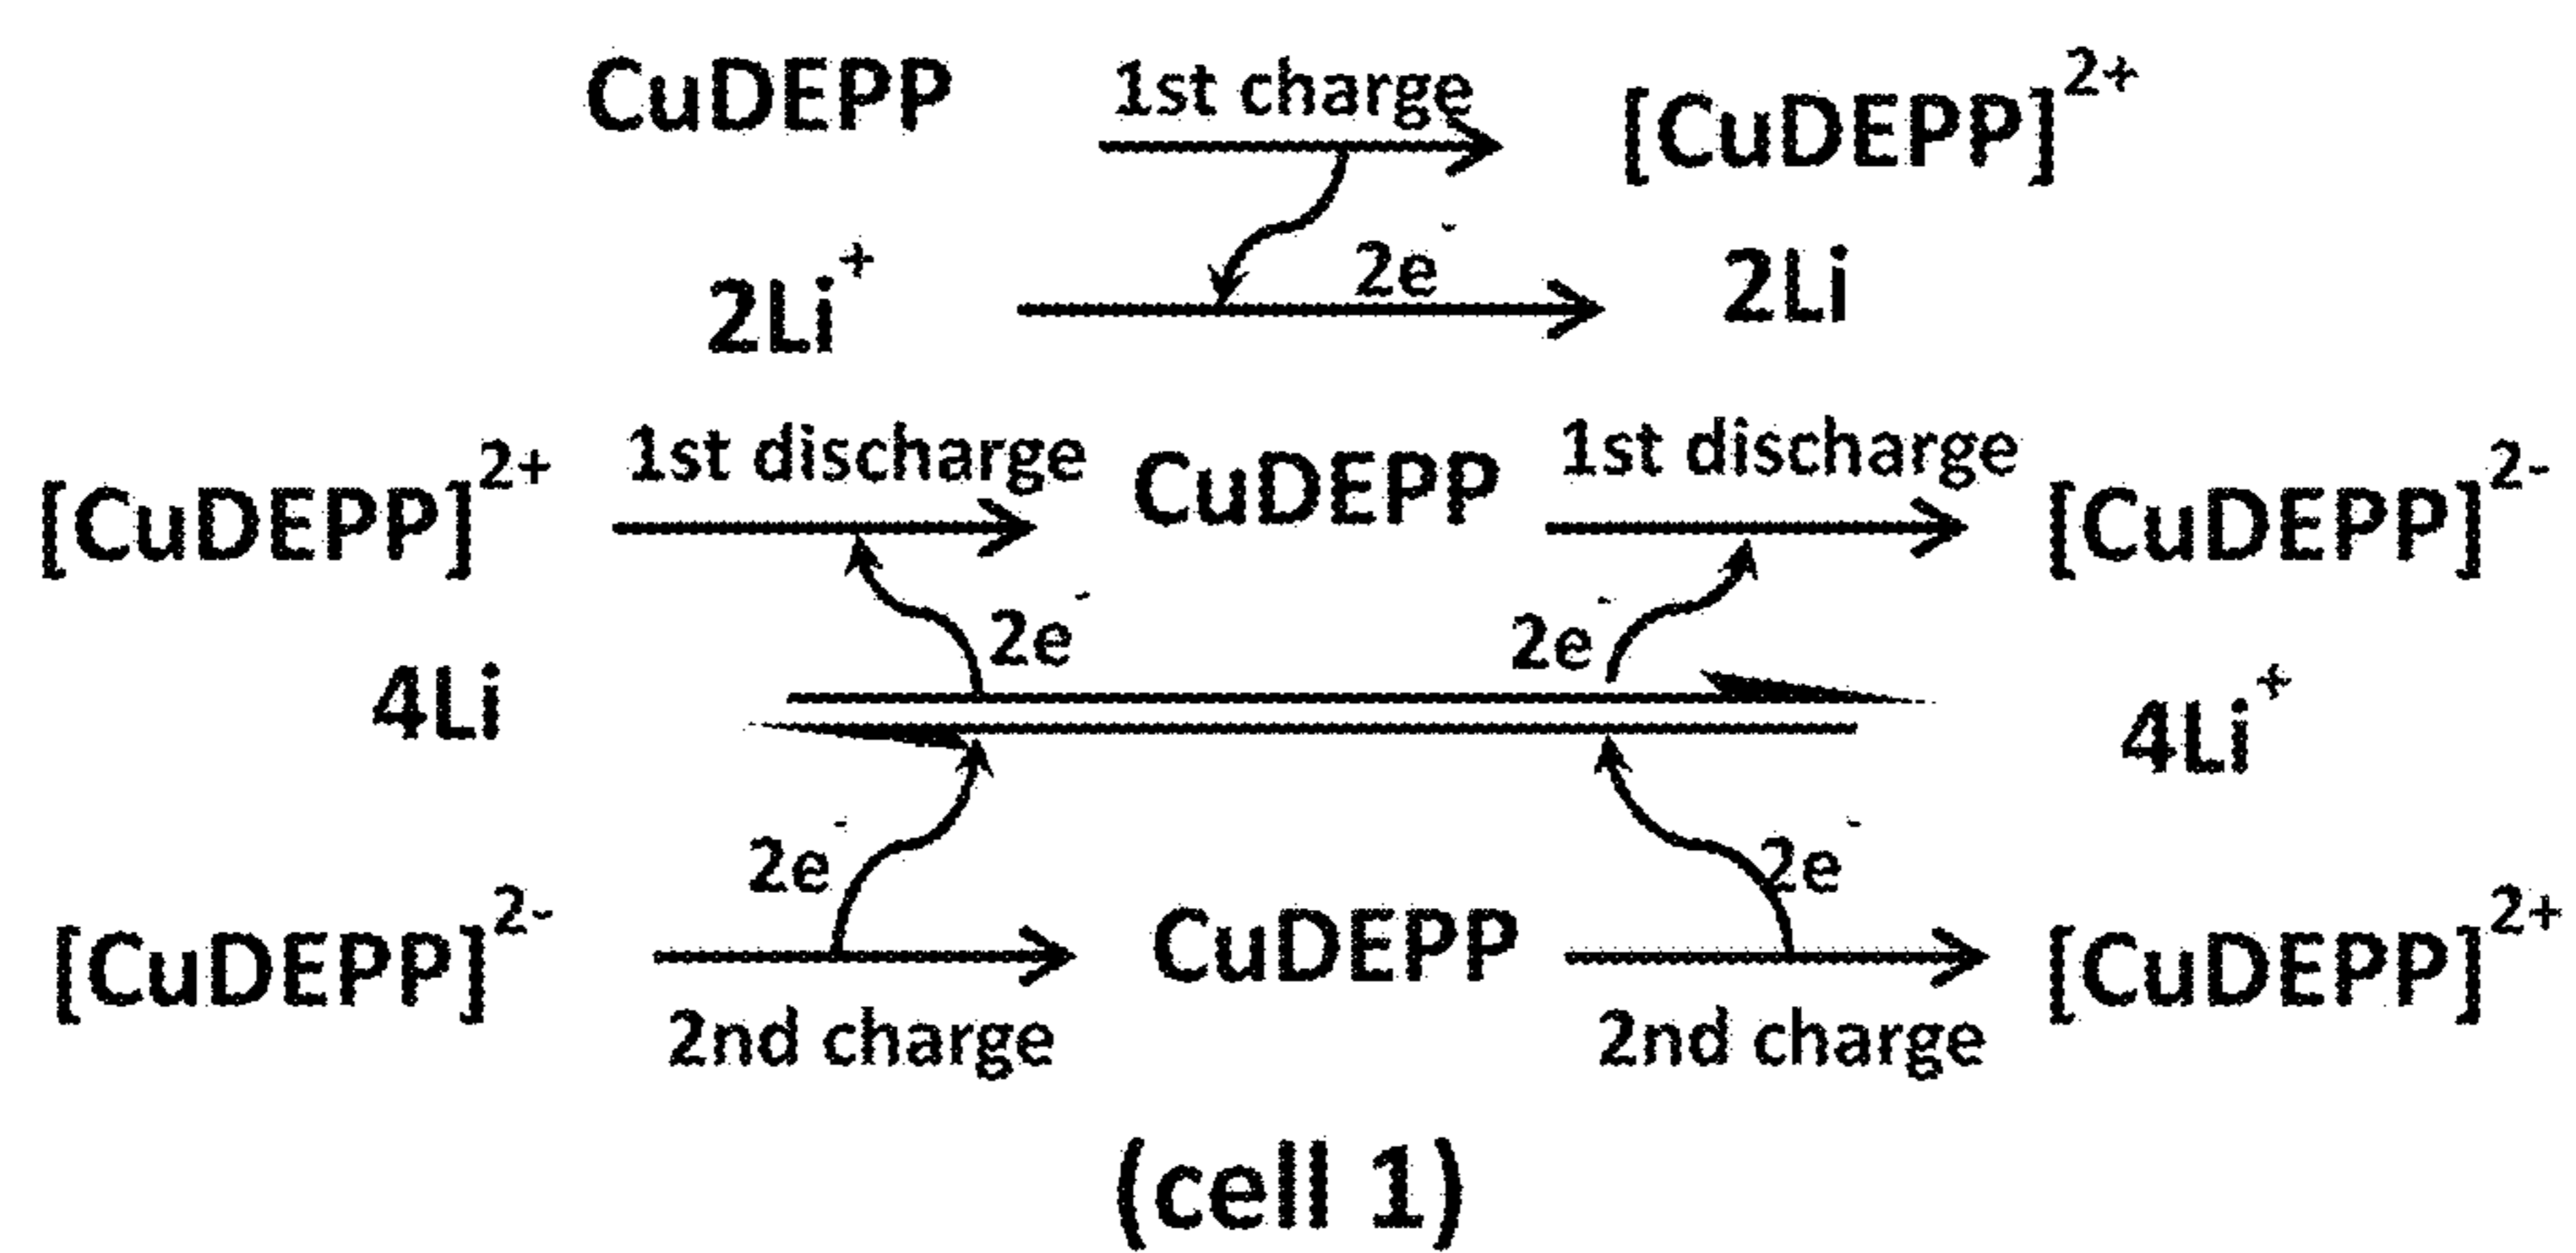 CuDEPP 1st charge [CuDEPP]²⁺
2Li⁺ 2e⁻ 2Li
[CuDEPP]²⁺ 1st discharge CuDEPP 1st discharge [CuDEPP]²⁻
2e⁻ 2e⁻
4Li 4Li⁺
2e⁻ 2e⁻
[CuDEPP]²⁻ CuDEPP [CuDEPP]²⁺
2nd charge 2nd charge
(cell 1)